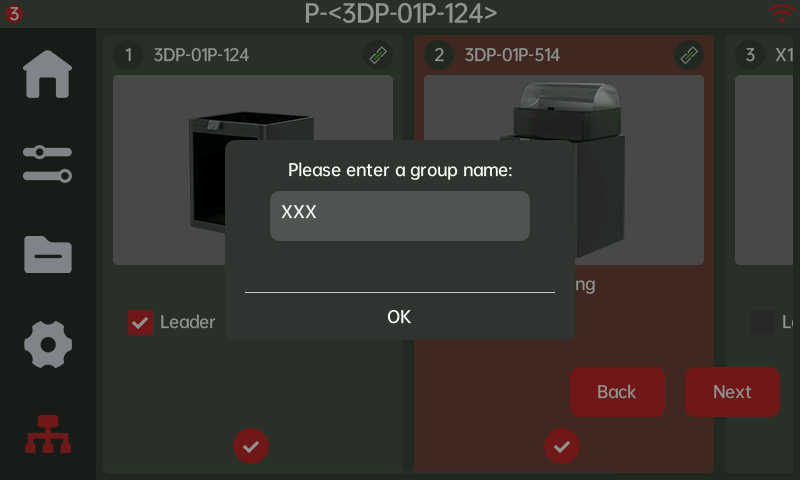 3
P-<3DP-01P-124>
1 3DP-01P-124
2 3DP-01P-514
3 X1
Please enter a group name:
XXX
ng
Leader
OK
Back
Next